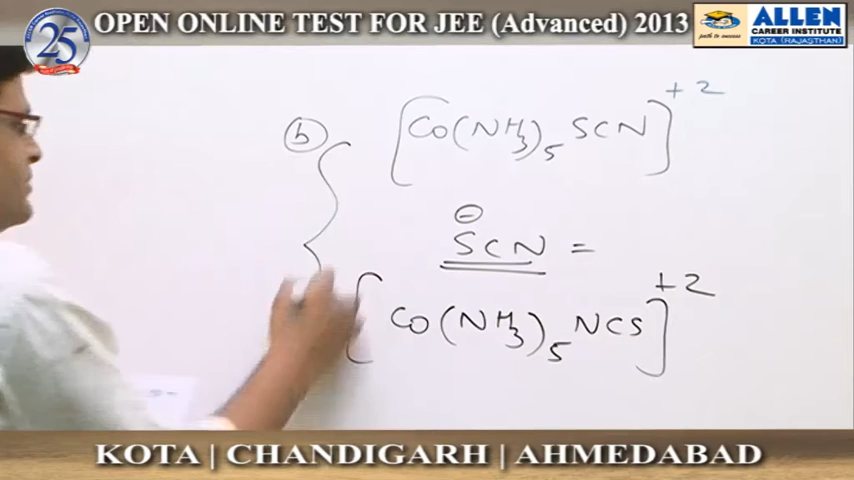 OPEN ONLINE TEST FOR JEE (Advanced) 2013
25
path to success
ALLEN
CAREER INSTITUTE
KOTA (RAJASTHAN)
(b) [Co(NH₃)₅SCN]⁺²
⊖
SCN =
[Co(NH₃)₅NCS]⁺²
KOTA | CHANDIGARH | AHMEDABAD